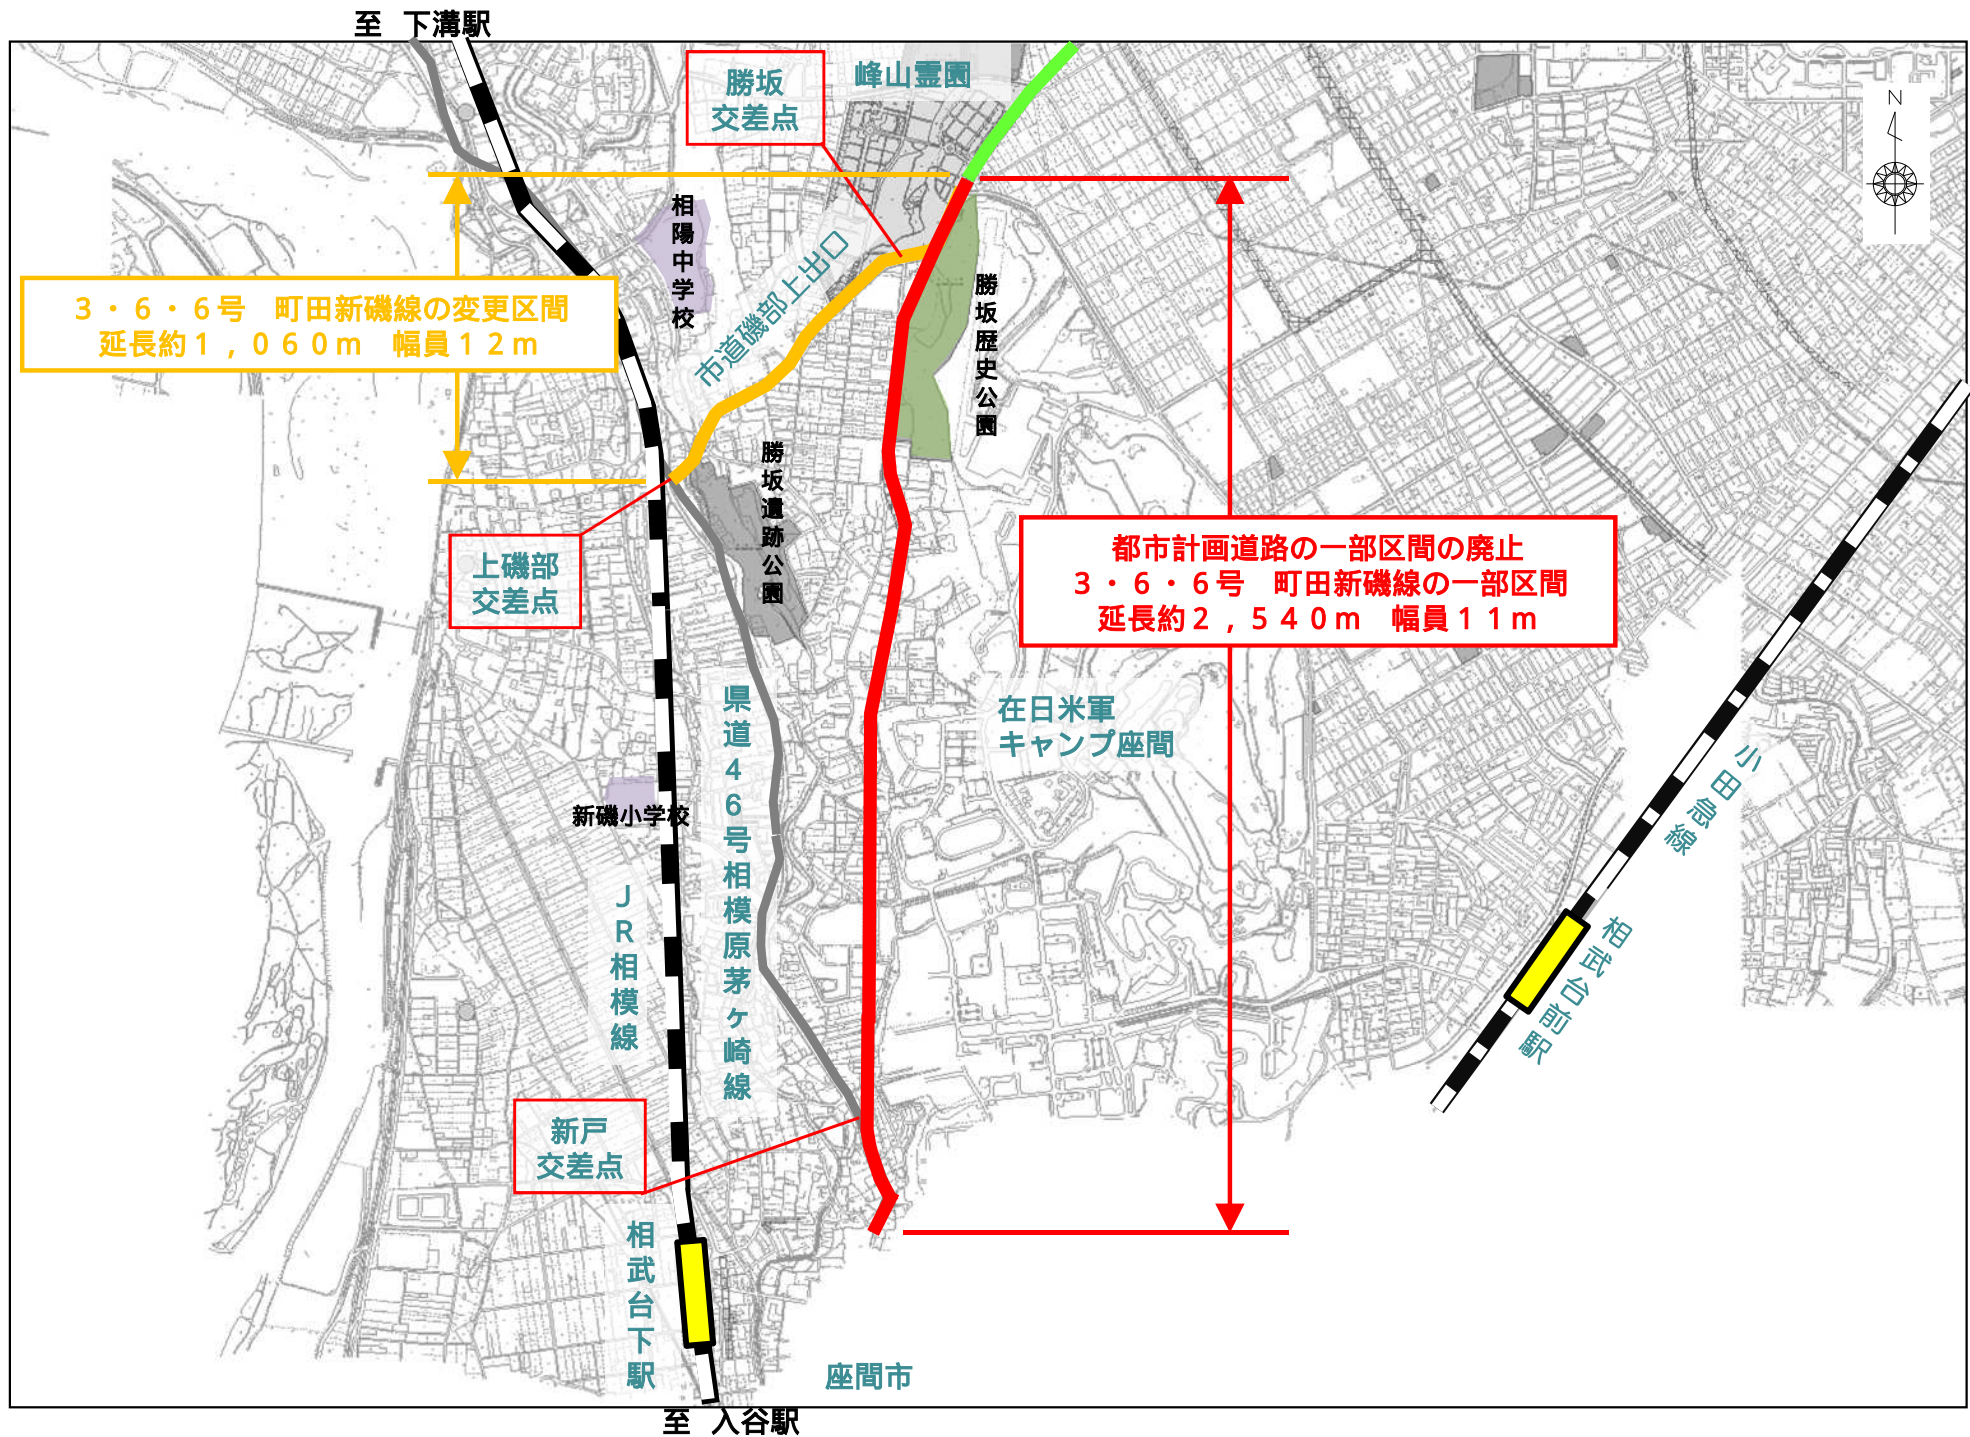 至　下溝駅
峰山霊園
勝坂
交差点
N
相陽中学校
市道磯部上出口
勝坂歴史公園
３・６・６号　町田新磯線の変更区間
延長約１，０６０ｍ　幅員１２ｍ
勝坂遺跡公園
上磯部
交差点
都市計画道路の一部区間の廃止
３・６・６号　町田新磯線の一部区間
延長約２，５４０ｍ　幅員１１ｍ
在日米軍
キャンプ座間
県道４６号相模原茅ヶ崎線
新磯小学校
小田急線
ＪＲ相模線
相武台前駅
新戸
交差点
相武台下駅
座間市
至　入谷駅